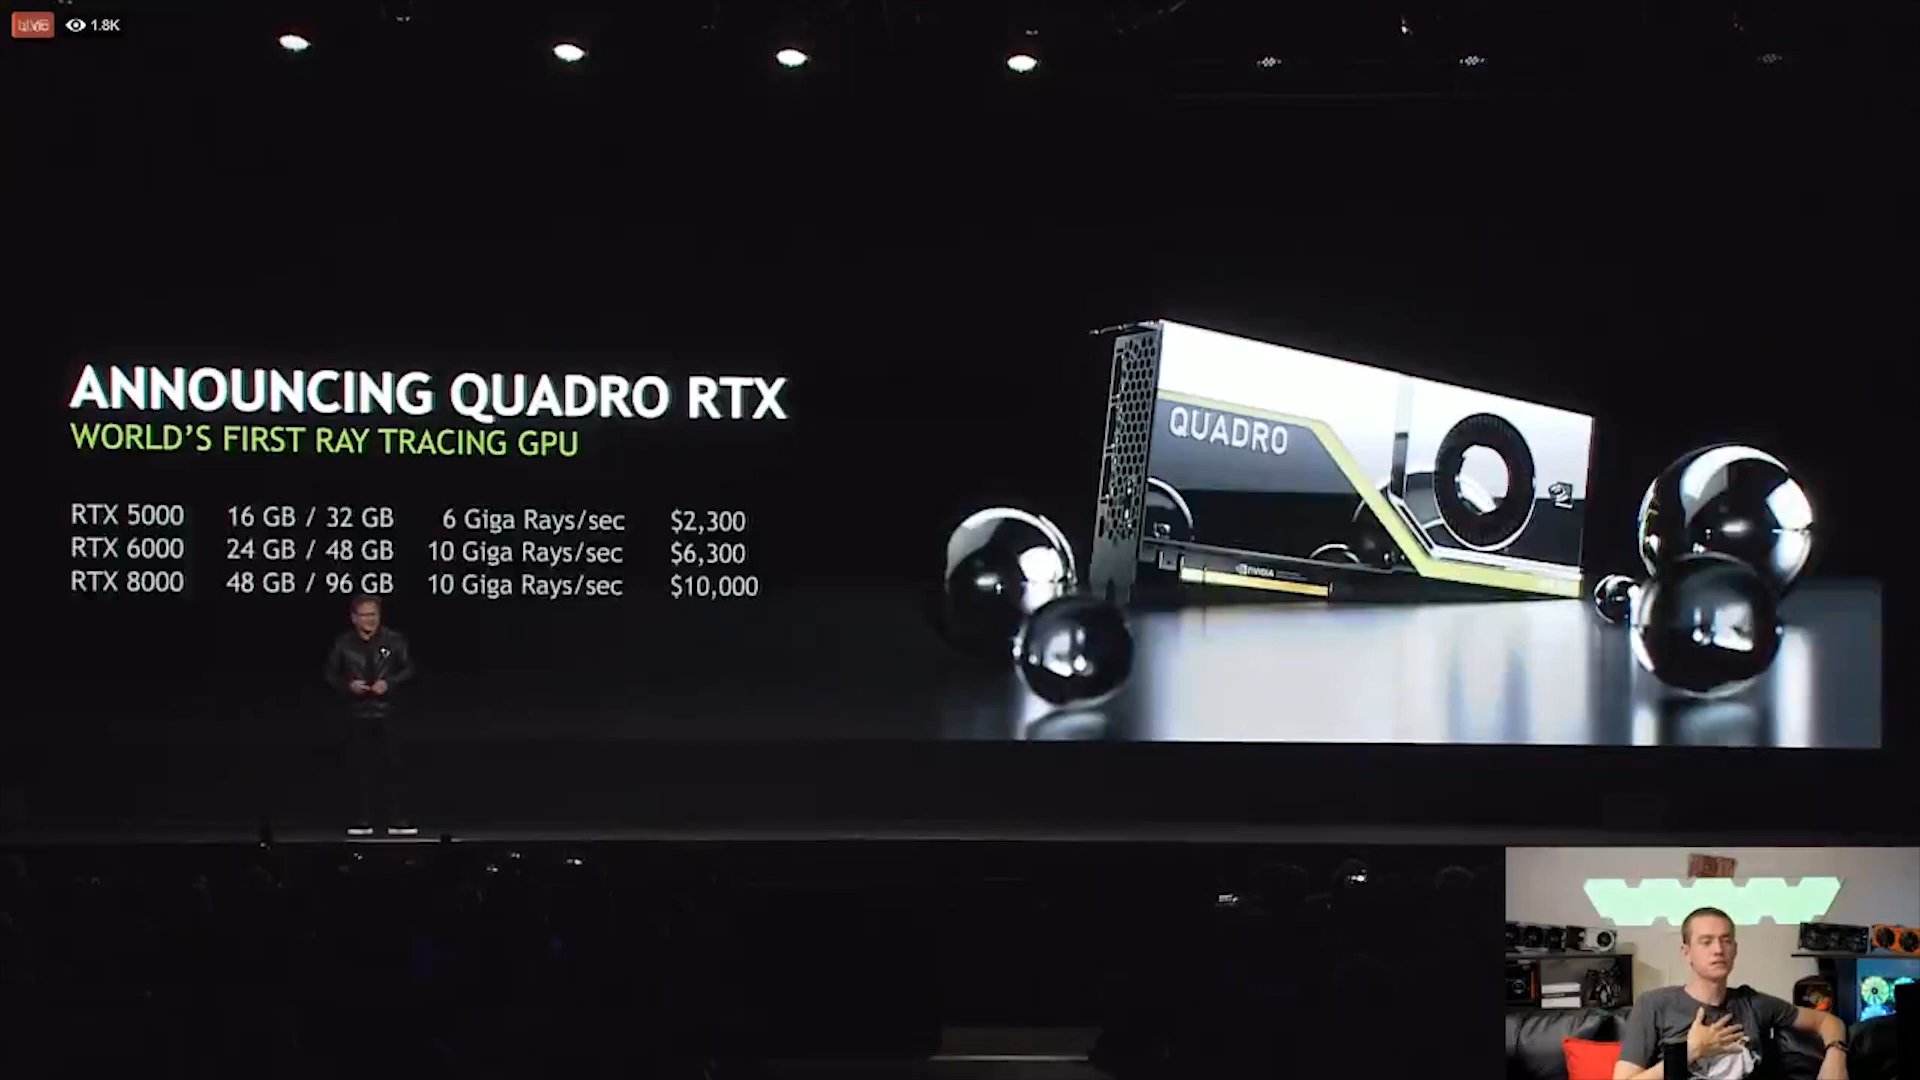 LIVE
1.8K
ANNOUNCING QUADRO RTX
WORLD'S FIRST RAY TRACING GPU
RTX 5000 16 GB / 32 GB 6 Giga Rays/sec $2,300
RTX 6000 24 GB / 48 GB 10 Giga Rays/sec $6,300
RTX 8000 48 GB / 96 GB 10 Giga Rays/sec $10,000
QUADRO
NVIDIA